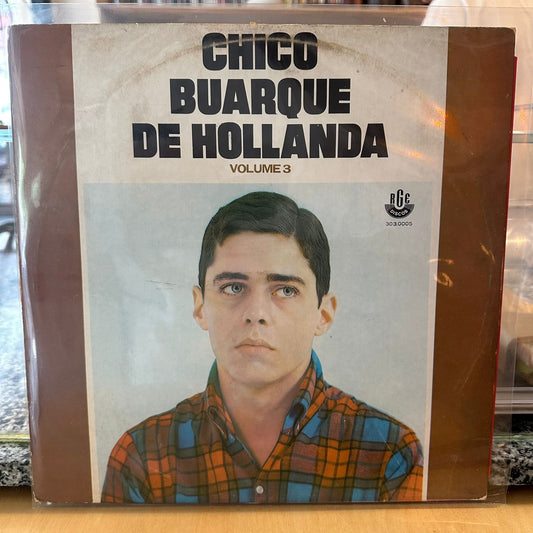 CHICO
BUARQUE
DE HOLLANDA
VOLUME 3
RGE
DISCOS
303.0005